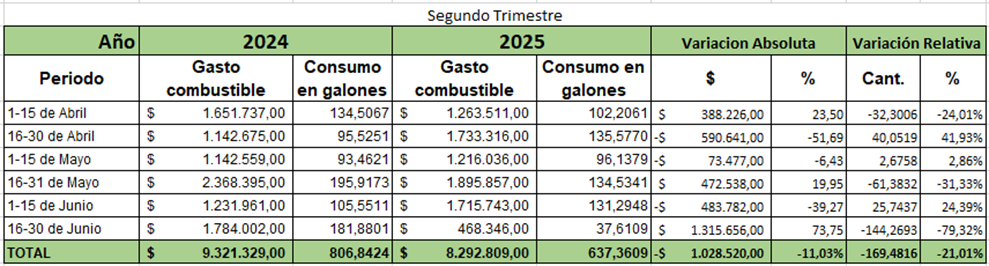 Segundo Trimestre
Año 2024 2025 Variacion Absoluta Variación Relativa
Periodo Gasto combustible Consumo en galones Gasto combustible Consumo en galones $ % Cant. %
1-15 de Abril $ 1.651.737,00 134,5067 $ 1.263.511,00 102,2061 $ 388.226,00 23,50 -32,3006 -24,01%
16-30 de Abril $ 1.142.675,00 95,5251 $ 1.733.316,00 135,5770 -$ 590.641,00 -51,69 40,0519 41,93%
1-15 de Mayo $ 1.142.559,00 93,4621 $ 1.216.036,00 96,1379 -$ 73.477,00 -6,43 2,6758 2,86%
16-31 de Mayo $ 2.368.395,00 195,9173 $ 1.895.857,00 134,5341 $ 472.538,00 19,95 -61,3832 -31,33%
1-15 de Junio $ 1.231.961,00 105,5511 $ 1.715.743,00 131,2948 -$ 483.782,00 -39,27 25,7437 24,39%
16-30 de Junio $ 1.784.002,00 181,8801 $ 468.346,00 37,6109 $ 1.315.656,00 73,75 -144,2693 -79,32%
TOTAL $ 9.321.329,00 806,8424 $ 8.292.809,00 637,3609 -$ 1.028.520,00 -11,03% -169,4816 -21,01%